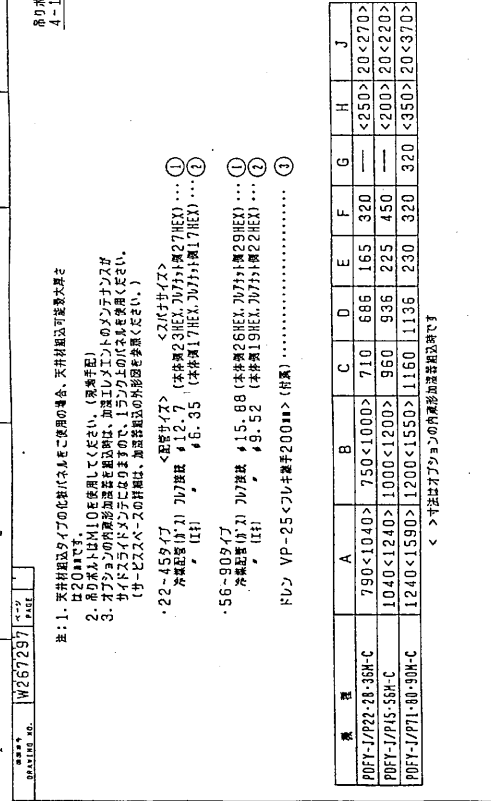 吊りボ
4-1
DRAWING NO.
W267297
ページ
PAGE
注:1. 天井材組込タイプの化粧パネルをご使用の場合、天井材組込可能最大厚さ
は20mmです。
2. 吊りボルトはM10を使用してください。(現地手配)
3. オプションの内蔵形加湿器を組込時は、加湿エレメントのメンテナンスが
サイドスライドメンテになりますので、1ランク上のパネルを使用ください。
(サービススペースの詳細は、加湿器組込の外形図を参照ください。)
・22~45タイプ <配管サイズ> <スパナサイズ>
冷媒配管(ガス) フレア接続 φ12.7 (本体側23HEX.フレアナット側27HEX)… ①
〃 (液) 〃 φ6.35 (本体側17HEX.フレアナット側17HEX)… ②
・56~90タイプ
冷媒配管(ガス) フレア接続 φ15.88(本体側26HEX.フレアナット側29HEX)… ①
〃 (液) 〃 φ9.52 (本体側19HEX.フレアナット側22HEX)… ②
ドレン VP-25<フレキ継手200mm>(付属)………………… ③
機種 A B C D E F G H J
PDFY-J/P22・28・36M-C 790<1040> 750<1000> 710 686 165 320 ― <250> 20<270>
PDFY-J/P45・56M-C 1040<1240> 1000<1200> 960 936 225 450 ― <200> 20<220>
PDFY-J/P71・80・90M-C 1240<1590> 1200<1550> 1160 1136 230 320 320 <350> 20<370>
< >寸法はオプションの内蔵形加湿器組込時です